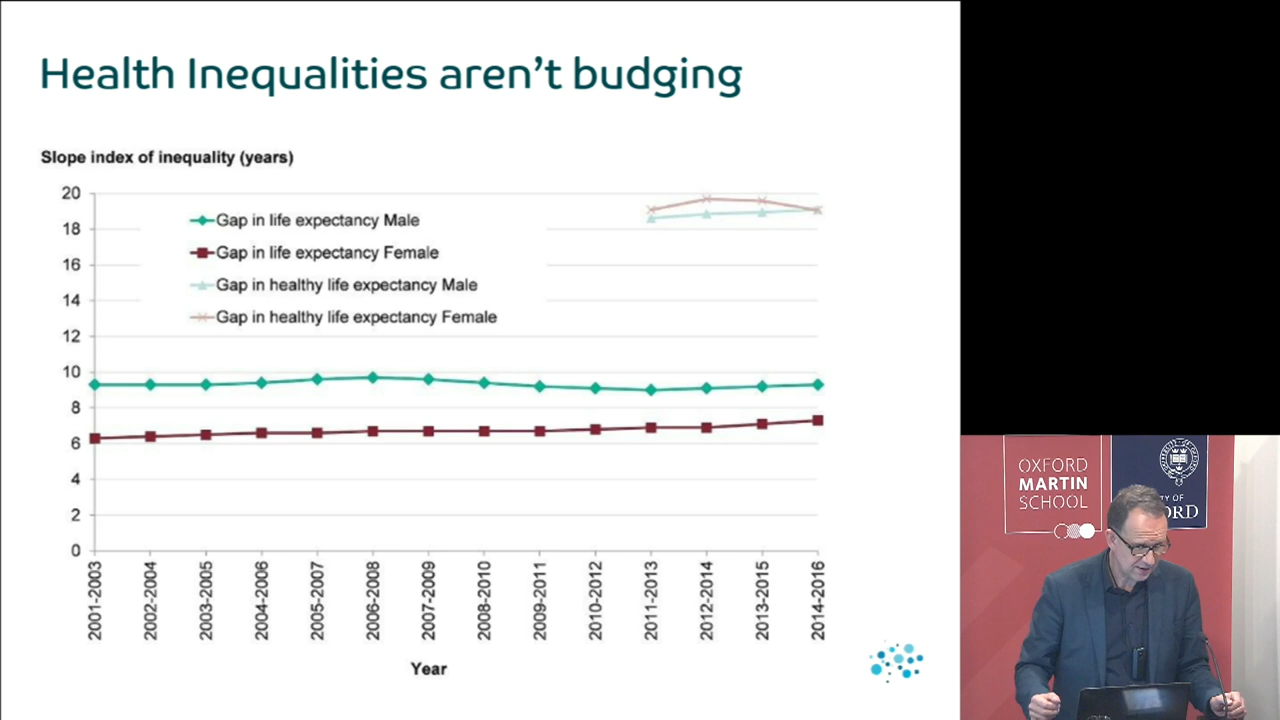 Health Inequalities aren't budging
Slope index of inequality (years)
20
18
16
14
12
10
8
6
4
2
0
Gap in life expectancy Male
Gap in life expectancy Female
Gap in healthy life expectancy Male
Gap in healthy life expectancy Female
2001-2003
2002-2004
2003-2005
2004-2006
2005-2007
2006-2008
2007-2009
2008-2010
2009-2011
2010-2012
2011-2013
2012-2014
2013-2015
2014-2016
Year
OXFORD
MARTIN
SCHOOL
OF